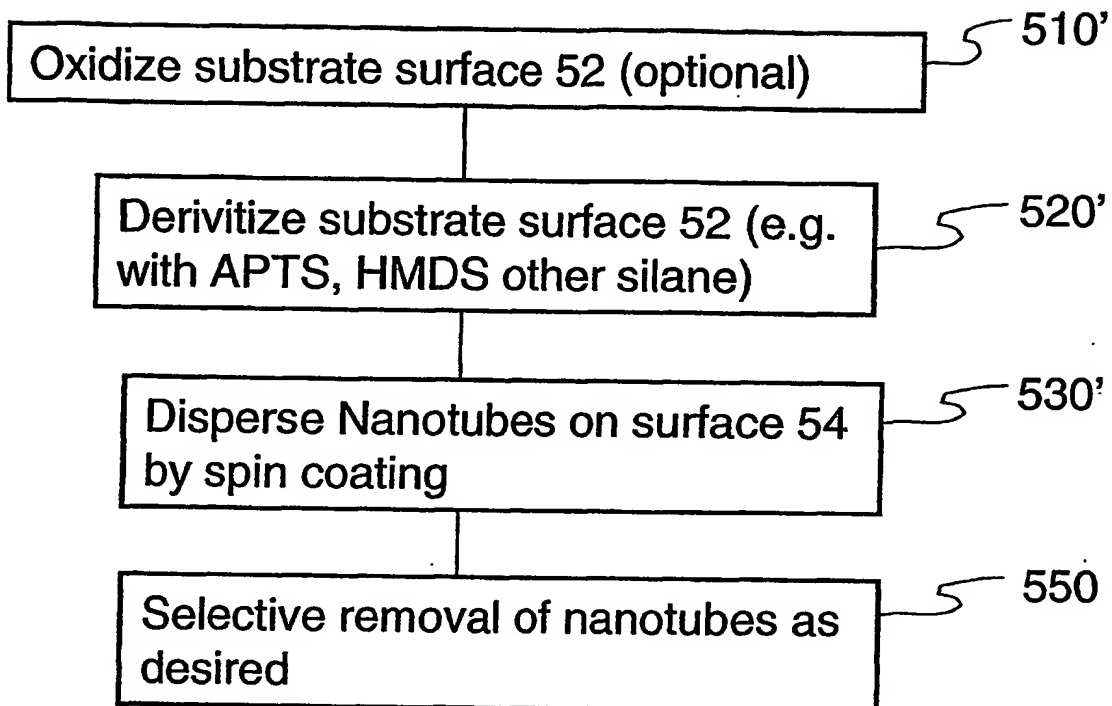 510’
Oxidize substrate surface 52 (optional)
520’
Derivitize substrate surface 52 (e.g.
with APTS, HMDS other silane)
530’
Disperse Nanotubes on surface 54
by spin coating
550
Selective removal of nanotubes as
desired